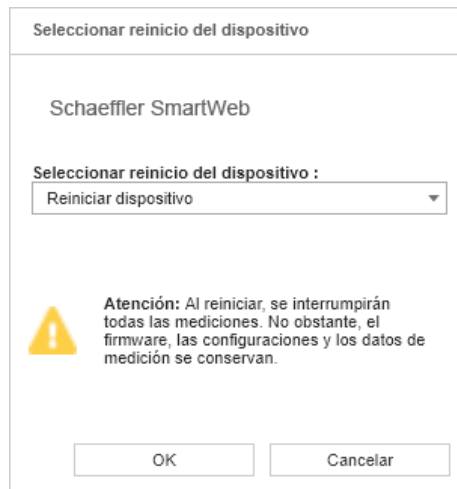 Seleccionar reinicio del dispositivo
Schaeffler SmartWeb
Seleccionar reinicio del dispositivo :
Reiniciar dispositivo
Atención: Al reiniciar, se interrumpirán
todas las mediciones. No obstante, el
firmware, las configuraciones y los datos de
medición se conservan.
OK
Cancelar